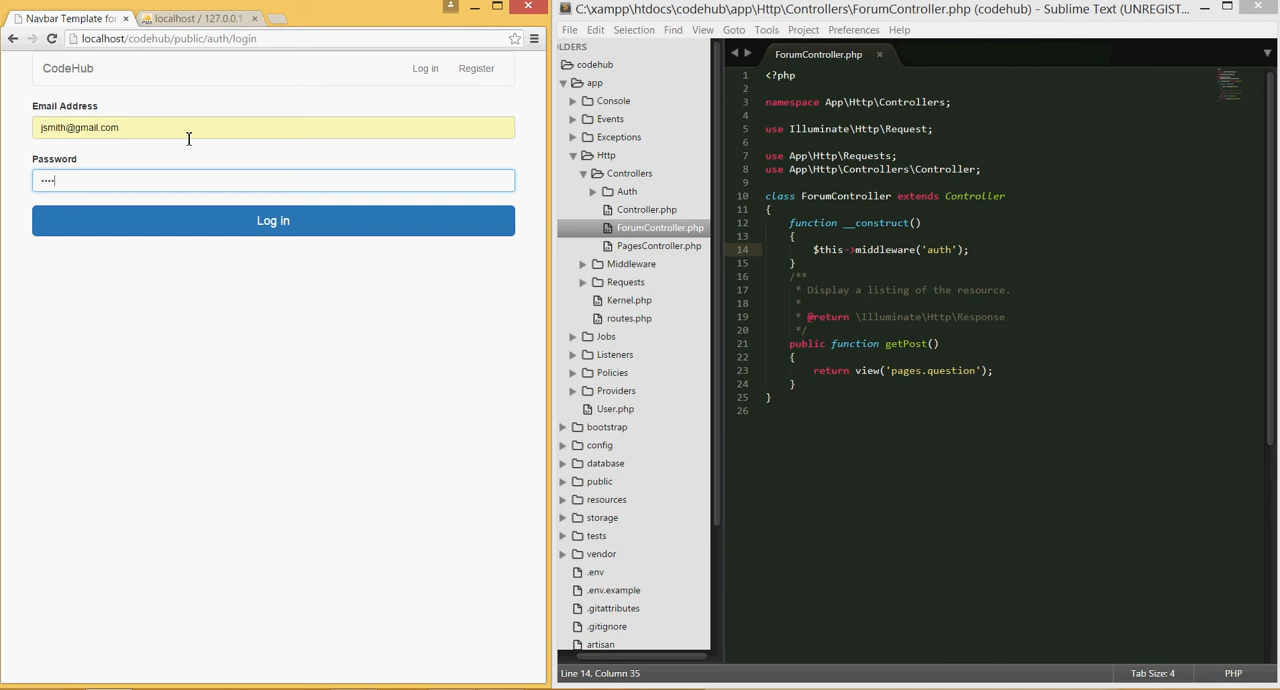 Navbar Template for
localhost / 127.0.0.1
localhost/codehub/public/auth/login
CodeHub
Log in
Register
Email Address
jsmith@gmail.com
Password
••••
Log in
C:\xampp\htdocs\codehub\app\Http\Controllers\ForumController.php (codehub) - Sublime Text (UNREGIST...
File Edit Selection Find View Goto Tools Project Preferences Help
OLDERS
codehub
app
Console
Events
Exceptions
Http
Controllers
Auth
Controller.php
ForumController.php
PagesController.php
Middleware
Requests
Kernel.php
routes.php
Jobs
Listeners
Policies
Providers
User.php
bootstrap
config
database
public
resources
storage
tests
vendor
.env
.env.example
.gitattributes
.gitignore
artisan
ForumController.php
1 <?php
2
3 namespace App\Http\Controllers;
4
5 use Illuminate\Http\Request;
6
7 use App\Http\Requests;
8 use App\Http\Controllers\Controller;
9
10 class ForumController extends Controller
11 {
12 function __construct()
13 {
14 $this->middleware('auth');
15 }
16 /**
17 * Display a listing of the resource.
18 *
19 * @return \Illuminate\Http\Response
20 */
21 public function getPost()
22 {
23 return view('pages.question');
24 }
25 }
26
Line 14, Column 35
Tab Size: 4
PHP